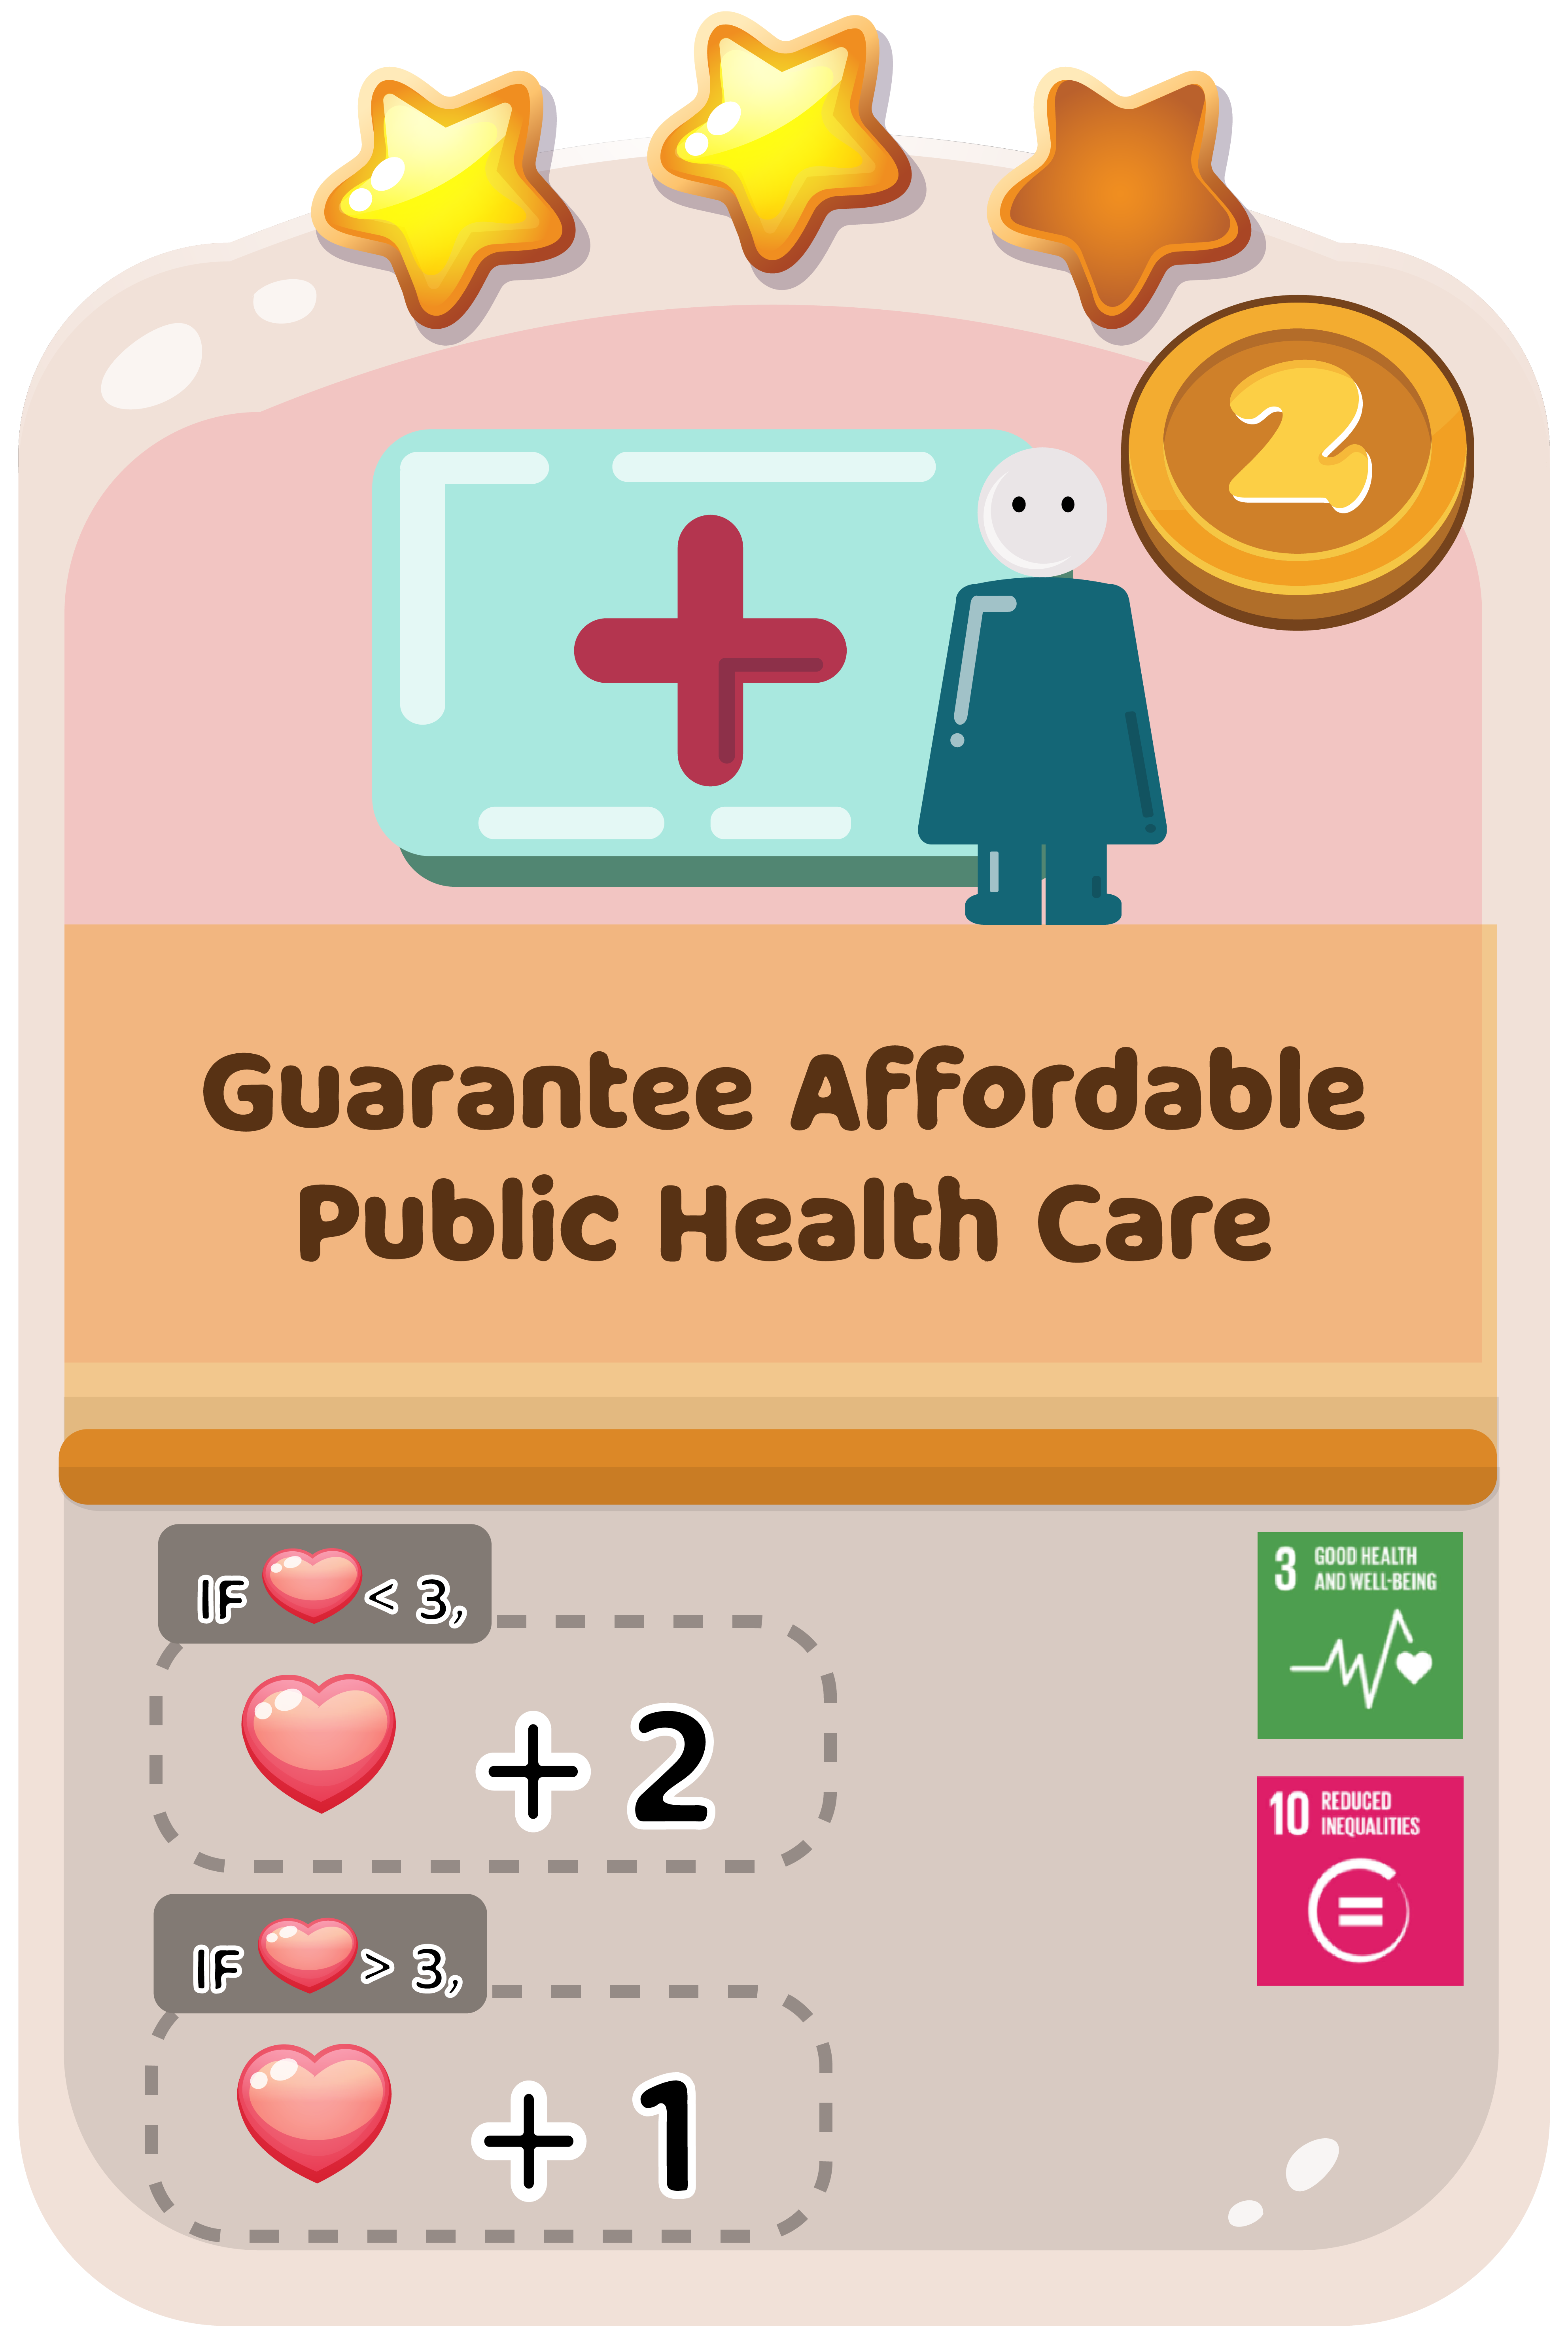 2
Guarantee Affordable
Public Health Care
IF < 3,
+ 2
IF > 3,
+ 1
3 GOOD HEALTH
AND WELL-BEING
10 REDUCED
INEQUALITIES